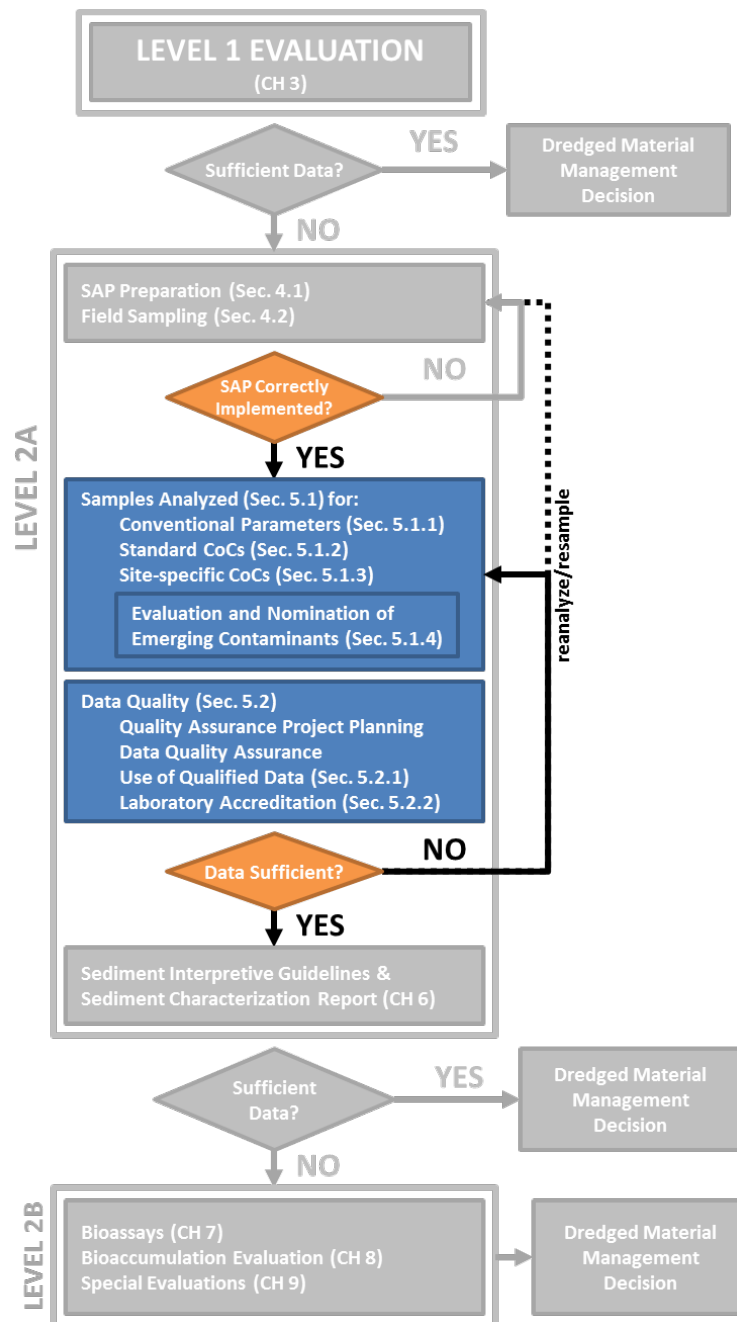 LEVEL 1 EVALUATION
(CH 3)
Sufficient Data?
YES
Dredged Material
Management
Decision
NO
LEVEL 2A
SAP Preparation (Sec. 4.1)
Field Sampling (Sec. 4.2)
SAP Correctly
Implemented?
NO
YES
Samples Analyzed (Sec. 5.1) for:
Conventional Parameters (Sec. 5.1.1)
Standard CoCs (Sec. 5.1.2)
Site-specific CoCs (Sec. 5.1.3)
Evaluation and Nomination of
Emerging Contaminants (Sec. 5.1.4)
reanalyze/resample
Data Quality (Sec. 5.2)
Quality Assurance Project Planning
Data Quality Assurance
Use of Qualified Data (Sec. 5.2.1)
Laboratory Accreditation (Sec. 5.2.2)
Data Sufficient?
NO
YES
Sediment Interpretive Guidelines &
Sediment Characterization Report (CH 6)
Sufficient
Data?
YES
Dredged Material
Management
Decision
NO
LEVEL 2B
Bioassays (CH 7)
Bioaccumulation Evaluation (CH 8)
Special Evaluations (CH 9)
Dredged Material
Management
Decision